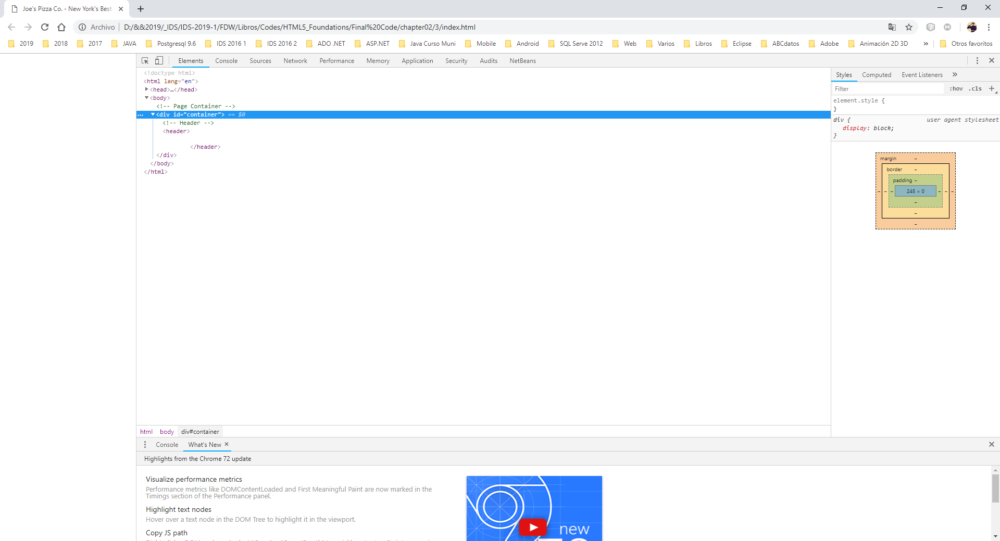 Joe's Pizza Co. - New York's Best
Archivo | D:/&&2019/_IDS/IDS-2019-1/FDW/Libros/Codes/HTML5_Foundations/Final%20Code/chapter02/3/index.html
2019 2018 2017 JAVA Postgresql 9.6 IDS 2016 1 IDS 2016 2 ADO .NET ASP.NET Java Curso Muni Mobile Android SQL Serve 2012 Web Varios Libros Eclipse ABCdatos Adobe Animación 2D 3D » Otros favoritos
Elements Console Sources Network Performance Memory Application Security Audits NetBeans
<!doctype html>
<html lang="en">
<head>…</head>
<body>
<!-- Page Container -->
... <div id="container"> == $0
<!-- Header -->
<header>
</header>
</div>
</body>
</html>
Styles Computed Event Listeners »
Filter :hov .cls +
element.style {
}
div { user agent stylesheet
display: block;
}
margin –
border –
padding –
– – – 245 × 0 – – –
–
–
–
html body div#container
Console What's New ×
Highlights from the Chrome 72 update
Visualize performance metrics
Performance metrics like DOMContentLoaded and First Meaningful Paint are now marked in the
Timings section of the Performance panel.
Highlight text nodes
Hover over a text node in the DOM Tree to highlight it in the viewport.
Copy JS path
new